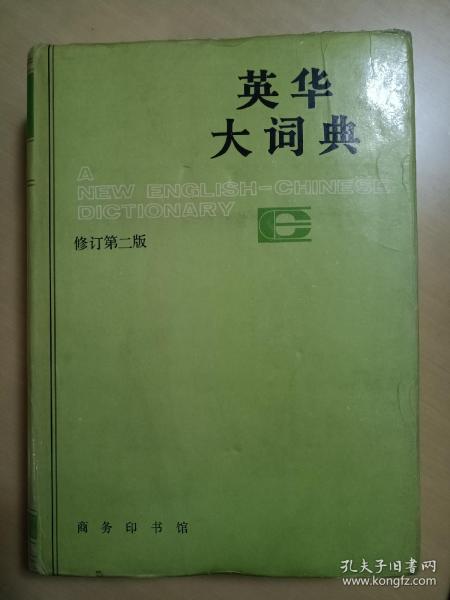 英华
大词典
A
NEW ENGLISH-CHINESE
DICTIONARY
修订第二版
商务印书馆
孔夫子旧书网
www.kongfz.com